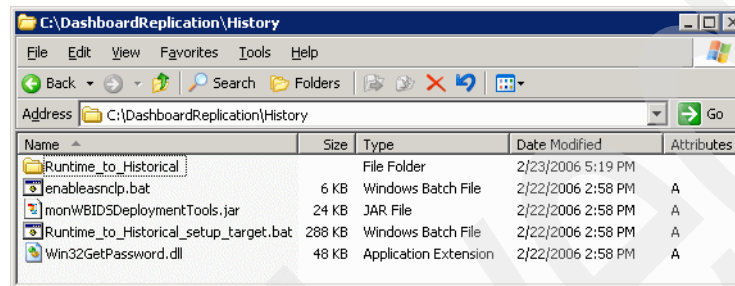 C:\DashboardReplication\History
File Edit View Favorites Tools Help
Back Search Folders
Address C:\DashboardReplication\History Go
Name Size Type Date Modified Attributes
Runtime_to_Historical File Folder 2/23/2006 5:19 PM
enableasnclp.bat 6 KB Windows Batch File 2/22/2006 2:58 PM A
monWBIDSDeploymentTools.jar 24 KB JAR File 2/22/2006 2:58 PM A
Runtime_to_Historical_setup_target.bat 288 KB Windows Batch File 2/22/2006 2:58 PM A
Win32GetPassword.dll 48 KB Application Extension 2/22/2006 2:58 PM A